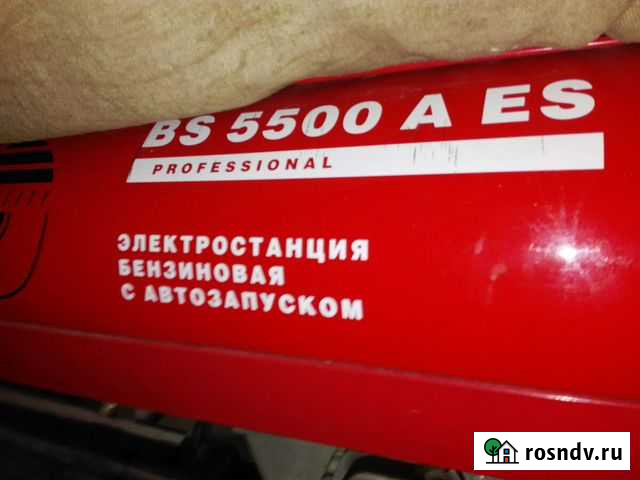 BS 5500 A ES
PROFESSIONAL
ЭЛЕКТРОСТАНЦИЯ
БЕНЗИНОВАЯ
С АВТОЗАПУСКОМ
rosndv.ru